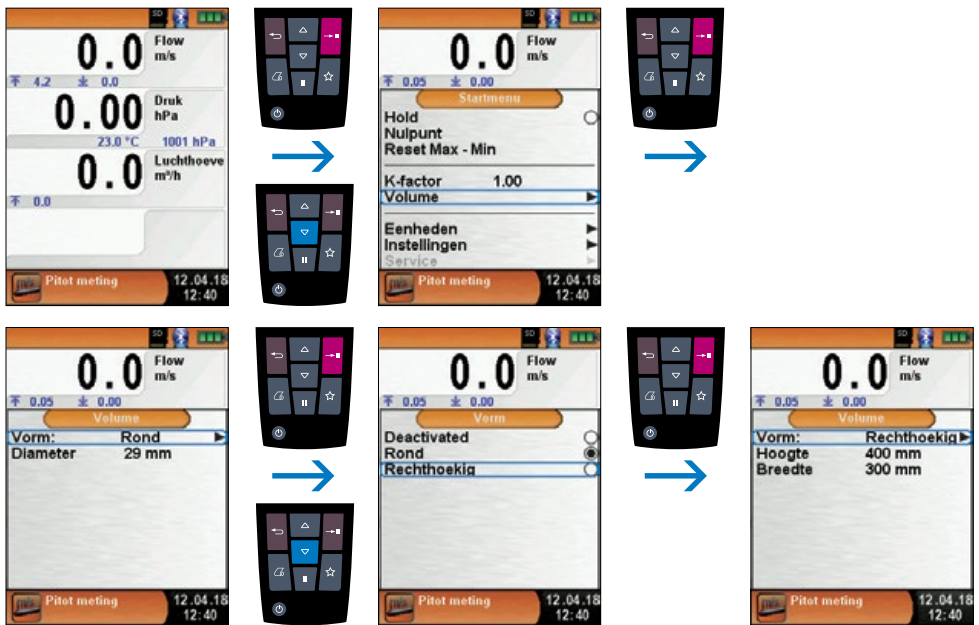 SD
0.0 Flow
m/s
4.2 0.0
0.00 Druk
hPa
23.0 °C 1001 hPa
0.0 Luchthoeve
m³/h
0.0
Pitot meting 12.04.18
12:40
SD
0.0 Flow
m/s
0.05 0.00
Startmenu
Hold
Nulpunt
Reset Max - Min
K-factor 1.00
Volume
Eenheden
Instellingen
Service
Pitot meting 12.04.18
12:40
SD
0.0 Flow
m/s
0.05 0.00
Volume
Vorm: Rond
Diameter 29 mm
Pitot meting 12.04.18
12:40
SD
0.0 Flow
m/s
0.05 0.00
Vorm
Deactivated
Rond
Rechthoekig
Pitot meting 12.04.18
12:40
SD
0.0 Flow
m/s
0.05 0.00
Volume
Vorm: Rechthoekig
Hoogte 400 mm
Breedte 300 mm
Pitot meting 12.04.18
12:40